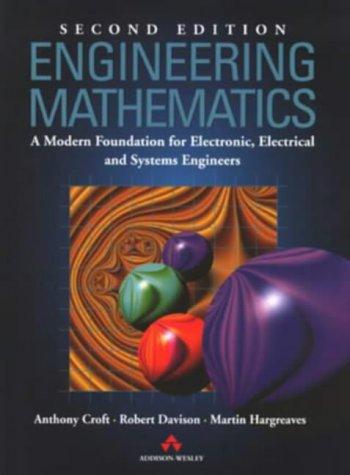 SECOND EDITION
ENGINEERING
MATHEMATICS
A Modern Foundation for Electronic, Electrical
and Systems Engineers
Anthony Croft · Robert Davison · Martin Hargreaves
ADDISON-WESLEY